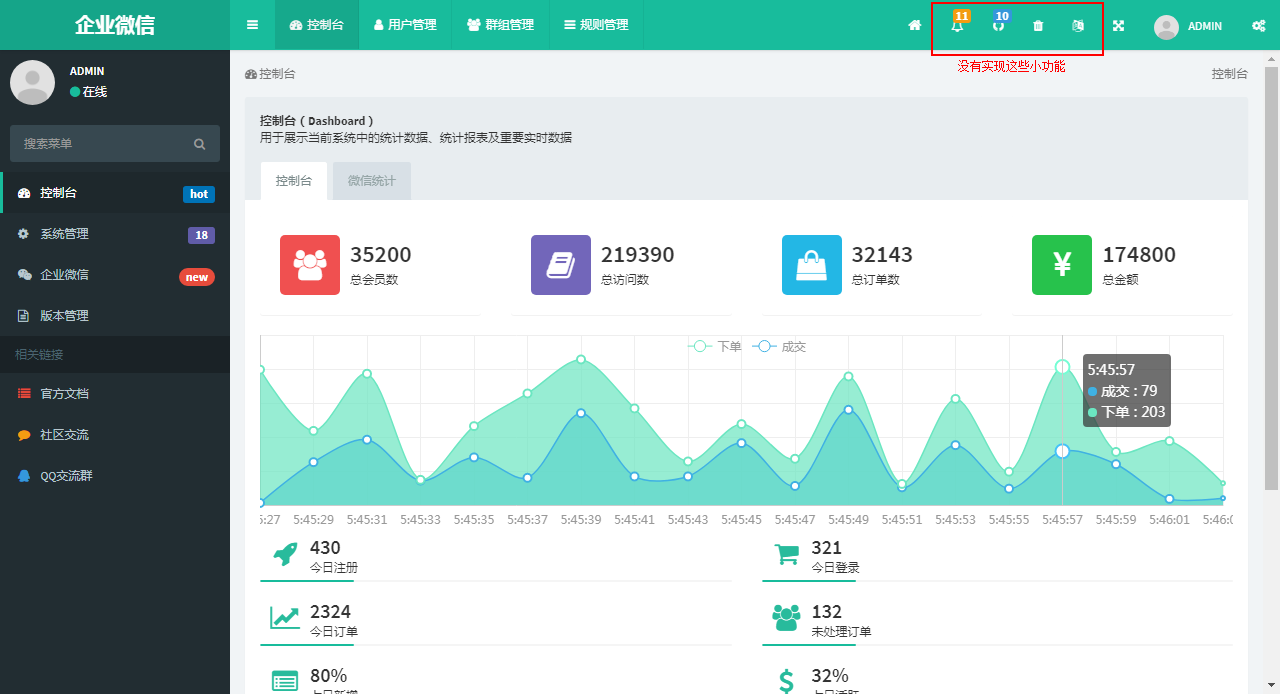 企业微信
控制台
用户管理
群组管理
规则管理
11
10
ADMIN
没有实现这些小功能
ADMIN
在线
搜索菜单
控制台
hot
系统管理
18
企业微信
new
版本管理
相关链接
官方文档
社区交流
QQ交流群
控制台
控制台
控制台 ( Dashboard )
用于展示当前系统中的统计数据、统计报表及重要实时数据
控制台
微信统计
35200
总会员数
219390
总访问数
32143
总订单数
174800
总金额
下单
成交
5:45:57
成交 : 79
下单 : 203
5:27 5:45:29 5:45:31 5:45:33 5:45:35 5:45:37 5:45:39 5:45:41 5:45:43 5:45:45 5:45:47 5:45:49 5:45:51 5:45:53 5:45:55 5:45:57 5:45:59 5:46:01 5:46:0
430
今日注册
321
今日登录
2324
今日订单
132
未处理订单
80%
32%